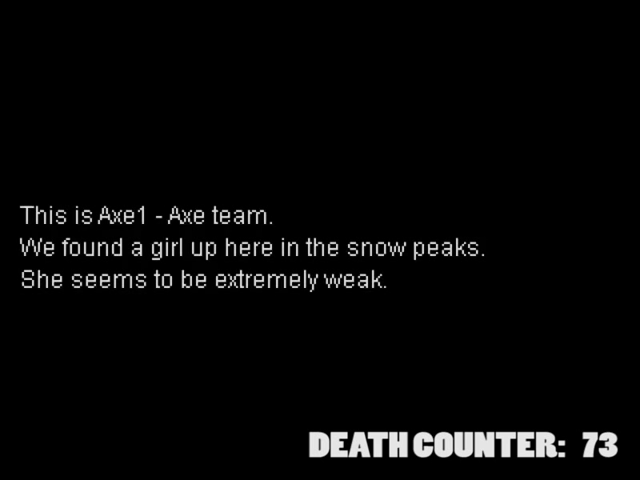 This is Axe1 - Axe team.
We found a girl up here in the snow peaks.
She seems to be extremely weak.
DEATH COUNTER: 73